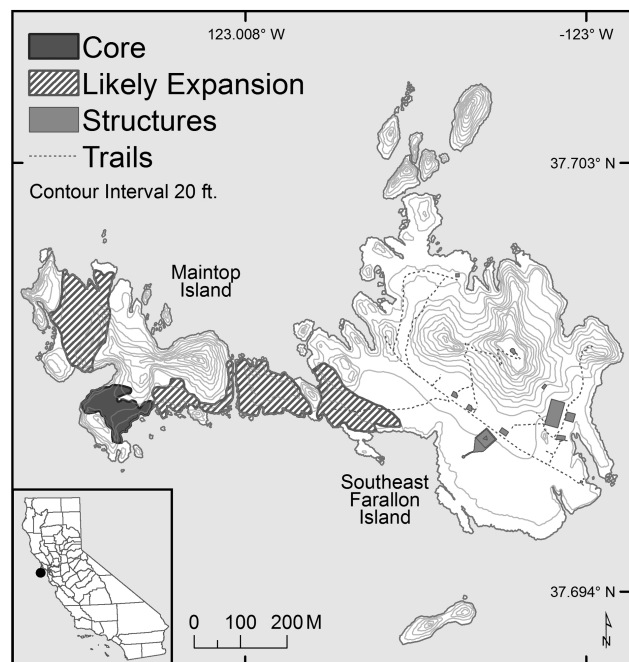 123.008° W
-123° W
Core
Likely Expansion
Structures
Trails
Contour Interval 20 ft.
37.703° N
Maintop
Island
Southeast
Farallon
Island
37.694° N
0 100 200 M
N